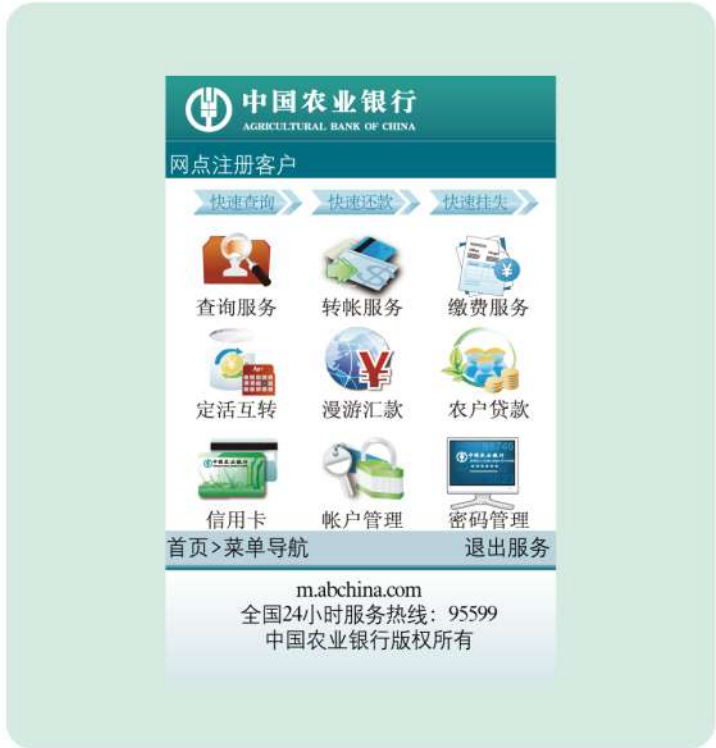 中国农业银行
AGRICULTURAL BANK OF CHINA
网点注册客户
快速查询 快速还款 快速挂失
查询服务 转帐服务 缴费服务
定活互转 漫游汇款 农户贷款
信用卡 帐户管理 密码管理
首页>菜单导航 退出服务
m.abchina.com
全国24小时服务热线：95599
中国农业银行版权所有